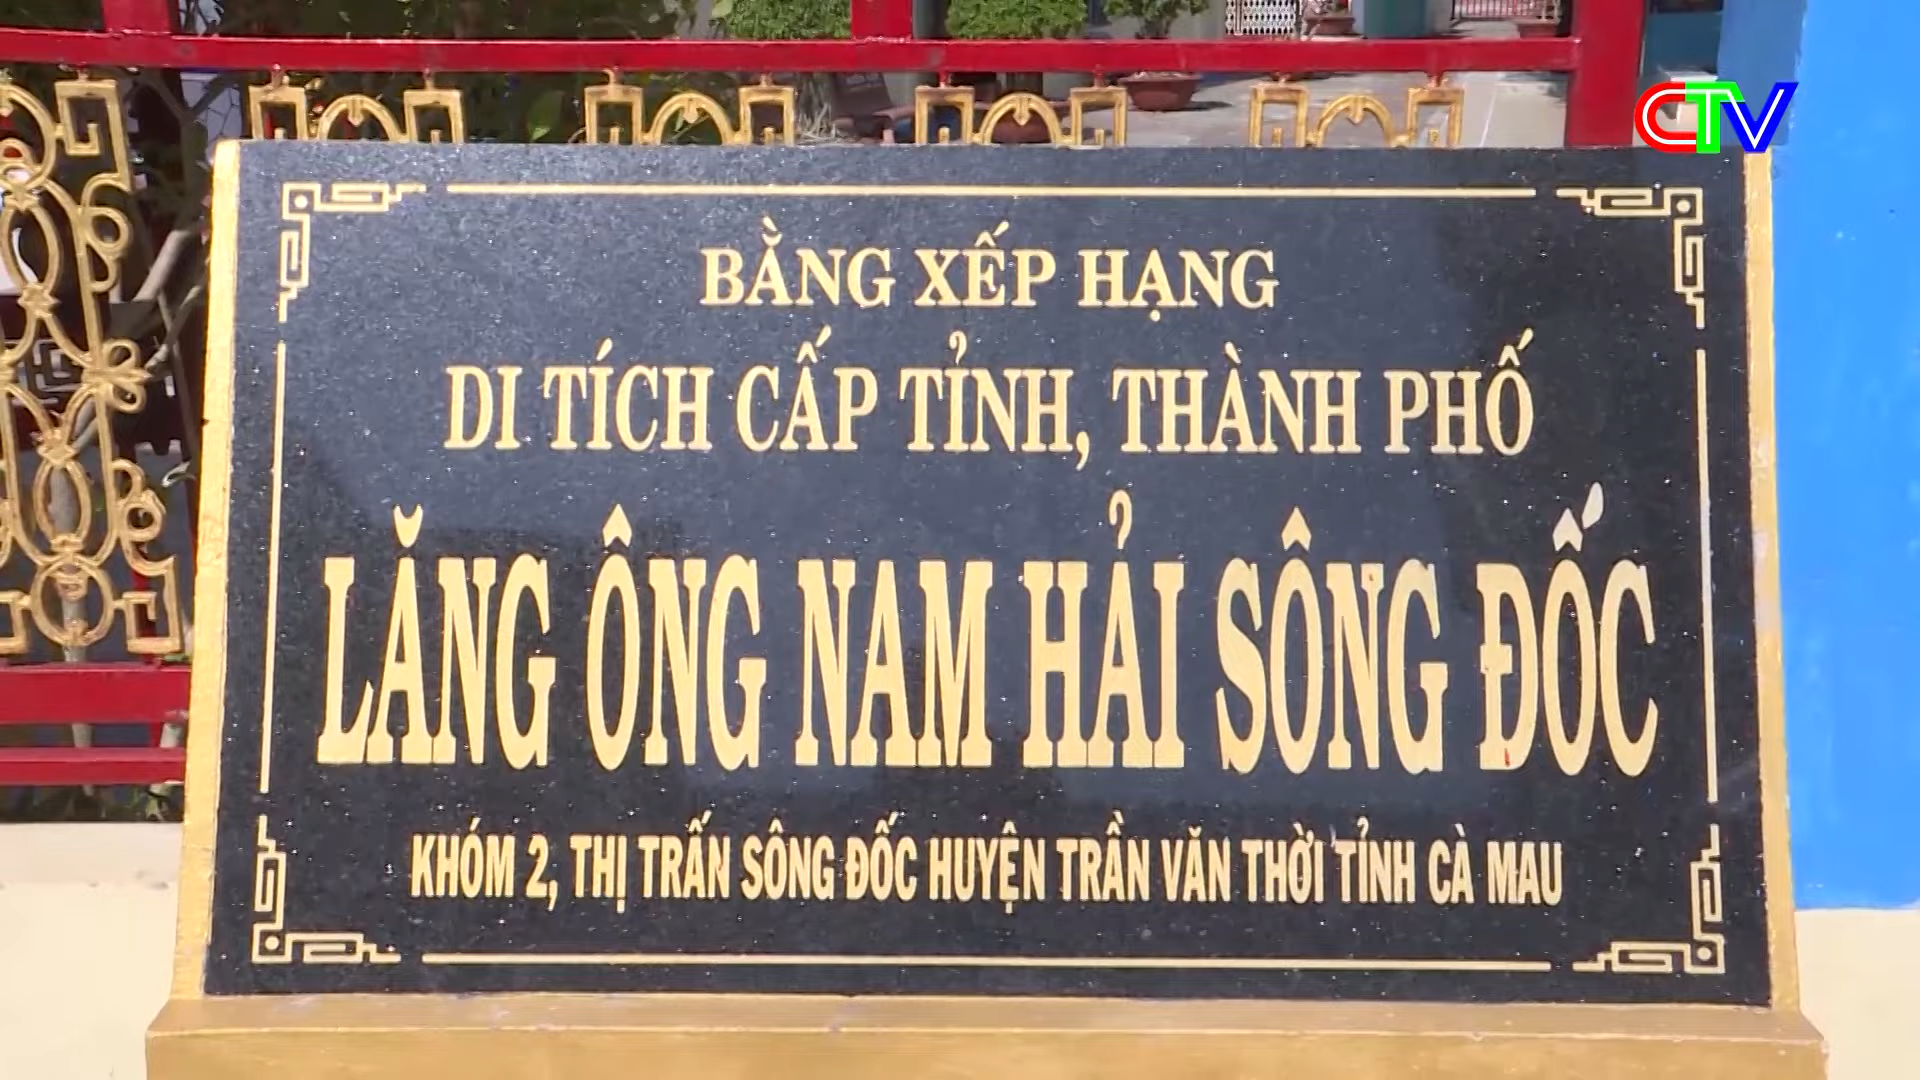 CTV
BẰNG XẾP HẠNG
DI TÍCH CẤP TỈNH, THÀNH PHỐ
LĂNG ÔNG NAM HẢI SÔNG ĐỐC
KHÓM 2, THỊ TRẤN SÔNG ĐỐC HUYỆN TRẦN VĂN THỜI TỈNH CÀ MAU